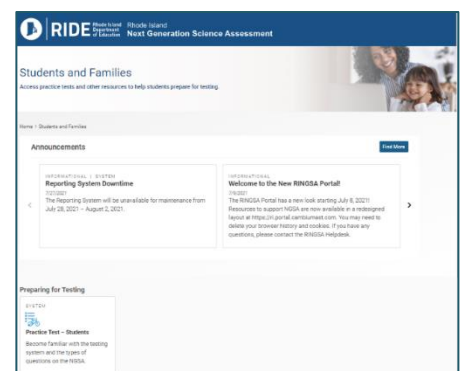 RIDE Rhode Island Department of Education
Rhode Island
Next Generation Science Assessment
Students and Families
Access practice tests and other resources to help students prepare for testing.
Home > Students and Families
Announcements
Find More
INFORMATIONAL | SYSTEM
Reporting System Downtime
7/27/2021
The Reporting System will be unavailable for maintenance from
July 28, 2021 – August 2, 2021.
INFORMATIONAL
Welcome to the New RINGSA Portal!
7/6/2021
The RINGSA Portal has a new look starting July 8, 2021!
Resources to support NGSA are now available in a redesigned
layout at https://ri.portal.cambiumast.com. You may need to
delete your browser history and cookies. If you have any
questions, please contact the RINGSA Helpdesk.
Preparing for Testing
SYSTEM
Practice Test – Students
Become familiar with the testing
system and the types of
questions on the NGSA.